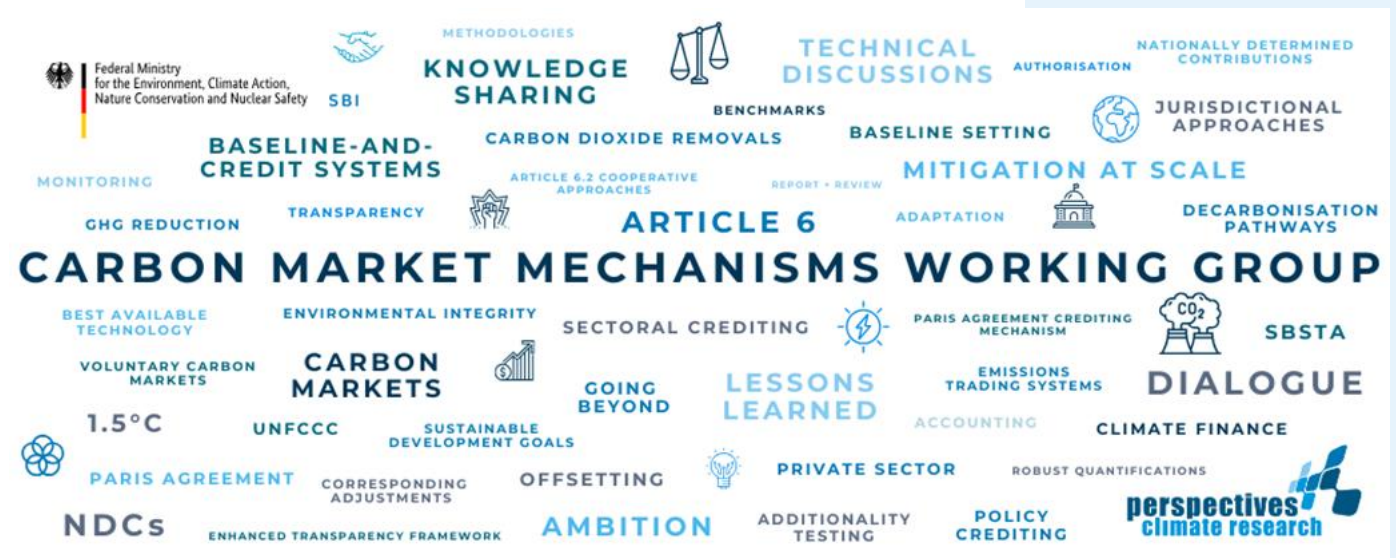 METHODOLOGIES
TECHNICAL
DISCUSSIONS
NATIONALLY DETERMINED
CONTRIBUTIONS
Federal Ministry
for the Environment, Climate Action,
Nature Conservation and Nuclear Safety
SBI
KNOWLEDGE
SHARING
AUTHORISATION
BENCHMARKS
JURISDICTIONAL
APPROACHES
BASELINE-AND-
CREDIT SYSTEMS
CARBON DIOXIDE REMOVALS
BASELINE SETTING
MONITORING
ARTICLE 6.2 COOPERATIVE
APPROACHES
REPORT + REVIEW
MITIGATION AT SCALE
GHG REDUCTION
TRANSPARENCY
ARTICLE 6
ADAPTATION
DECARBONISATION
PATHWAYS
CARBON MARKET MECHANISMS WORKING GROUP
BEST AVAILABLE
TECHNOLOGY
ENVIRONMENTAL INTEGRITY
SECTORAL CREDITING
PARIS AGREEMENT CREDITING
MECHANISM
CO2
SBSTA
VOLUNTARY CARBON
MARKETS
CARBON
MARKETS
$
GOING
BEYOND
LESSONS
LEARNED
EMISSIONS
TRADING SYSTEMS
DIALOGUE
1.5°C
UNFCCC
SUSTAINABLE
DEVELOPMENT GOALS
ACCOUNTING
CLIMATE FINANCE
PARIS AGREEMENT
CORRESPONDING
ADJUSTMENTS
OFFSETTING
PRIVATE SECTOR
ROBUST QUANTIFICATIONS
NDCs
ENHANCED TRANSPARENCY FRAMEWORK
AMBITION
ADDITIONALITY
TESTING
POLICY
CREDITING
perspectives
climate research